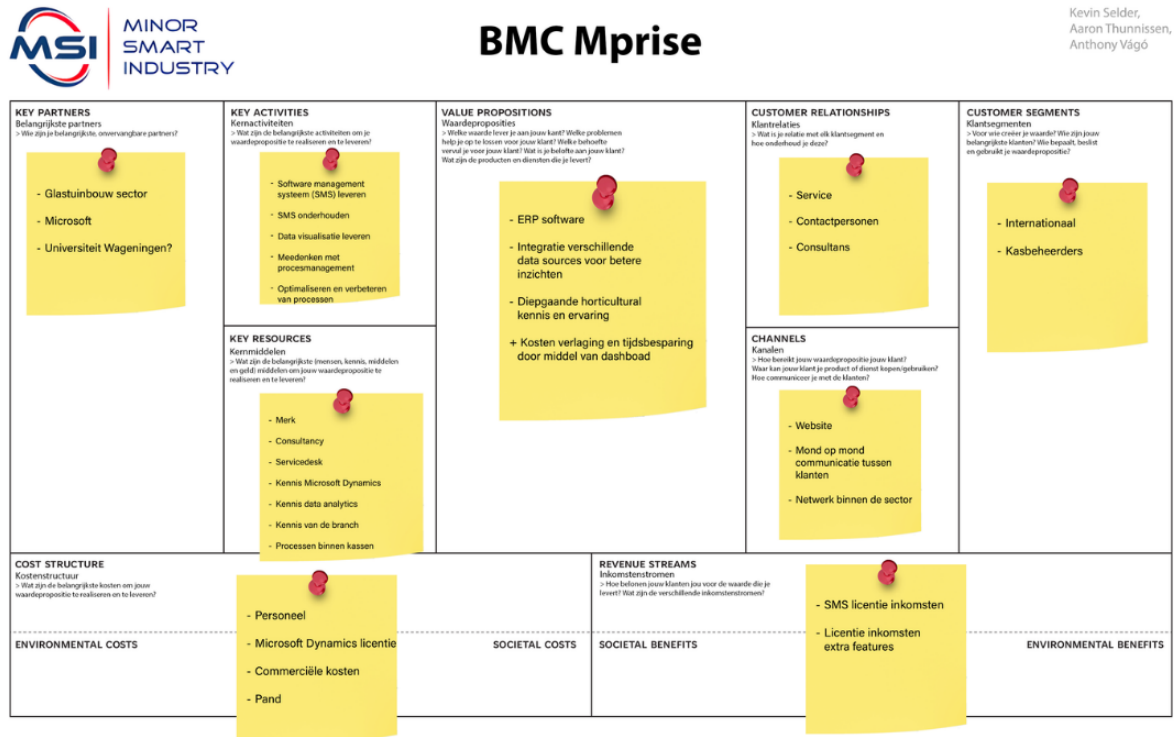 MSI
MINOR
SMART
INDUSTRY
BMC Mprise
Kevin Selder,
Aaron Thunnissen,
Anthony Vágó
KEY PARTNERS
Belangrijkste partners
> Wie zijn je belangrijkste, onvervangbare partners?
- Glastuinbouw sector
- Microsoft
- Universiteit Wageningen?
KEY ACTIVITIES
Kernactiviteiten
> Wat zijn de belangrijkste activiteiten om je
waardepropositie te realiseren en te leveren?
- Software management
systeem (SMS) leveren
- SMS onderhouden
- Data visualisatie leveren
- Meedenken met
procesmanagement
- Optimaliseren en verbeteren
van processen
KEY RESOURCES
Kernmiddelen
> Wat zijn de belangrijkste (mensen, kennis, middelen
en geld) middelen om jouw waardepropositie te
realiseren en te leveren?
- Merk
- Consultancy
- Servicedesk
- Kennis Microsoft Dynamics
- Kennis data analytics
- Kennis van de branch
- Processen binnen kassen
VALUE PROPOSITIONS
Waardeproposities
> Welke waarde lever je aan jouw kant? Welke problemen
help je op te lossen voor jouw klant? Welke behoefte
vervul je voor jouw klant? Wat is je belofte aan jouw klant?
Wat zijn de producten en diensten die je levert?
- ERP software
- Integratie verschillende
data sources voor betere
inzichten
- Diepgaande horticultural
kennis en ervaring
+ Kosten verlaging en tijdsbesparing
door middel van dashboad
CUSTOMER RELATIONSHIPS
Klantrelaties
> Wat is je relatie met elk klantsegment en
hoe onderhoud je deze?
- Service
- Contactpersonen
- Consultans
CHANNELS
Kanalen
> Hoe bereikt jouw waardepropositie jouw klant?
Waar kan jouw klant je product of dienst kopen/gebruiken?
Hoe communiceer je met de klanten?
- Website
- Mond op mond
communicatie tussen
klanten
- Netwerk binnen de sector
CUSTOMER SEGMENTS
Klantsegmenten
> Voor wie creëer je waarde? Wie zijn jouw
belangrijkste klanten? Wie bepaalt, beslist
en gebruikt je waardepropositie?
- Internationaal
- Kasbeheerders
COST STRUCTURE
Kostenstructuur
> Wat zijn de belangrijkste kosten om jouw
waardepropositie te realiseren en te leveren?
- Personeel
- Microsoft Dynamics licentie
- Commerciële kosten
- Pand
ENVIRONMENTAL COSTS
SOCIETAL COSTS
REVENUE STREAMS
Inkomstenstromen
> Hoe belonen jouw klanten jou voor de waarde die je
levert? Wat zijn de verschillende inkomstenstromen?
- SMS licentie inkomsten
- Licentie inkomsten
extra features
SOCIETAL BENEFITS
ENVIRONMENTAL BENEFITS